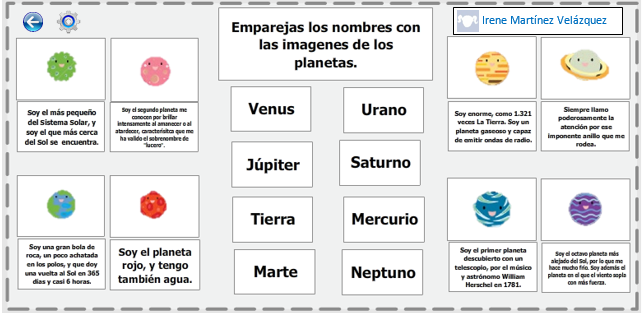 Emparejas los nombres con
las imagenes de los
planetas.
Irene Martínez Velázquez
Soy el más pequeño
del Sistema Solar, y
soy el que más cerca
del Sol se encuentra.
Soy el segundo planeta me
conocen por brillar
intensamente al amanecer o al
atardecer, característica que me
ha valido el sobrenombre de
"lucero".
Venus
Urano
Júpiter
Saturno
Tierra
Mercurio
Marte
Neptuno
Soy enorme, como 1.321
veces La Tierra. Soy un
planeta gaseoso y capaz
de emitir ondas de radio.
Siempre llamo
poderosamente la
atención por ese
imponente anillo que me
rodea.
Soy una gran bola de
roca, un poco achatada
en los polos, y que doy
una vuelta al Sol en 365
días y casi 6 horas.
Soy el planeta
rojo, y tengo
también agua.
Soy el primer planeta
descubierto con un
telescopio, por el músico
y astrónomo William
Herschel en 1781.
Soy el octavo planeta más
alejado del Sol, por lo que me
hace mucho frío. Soy además el
planeta en el que el viento sopla
con más fuerza.